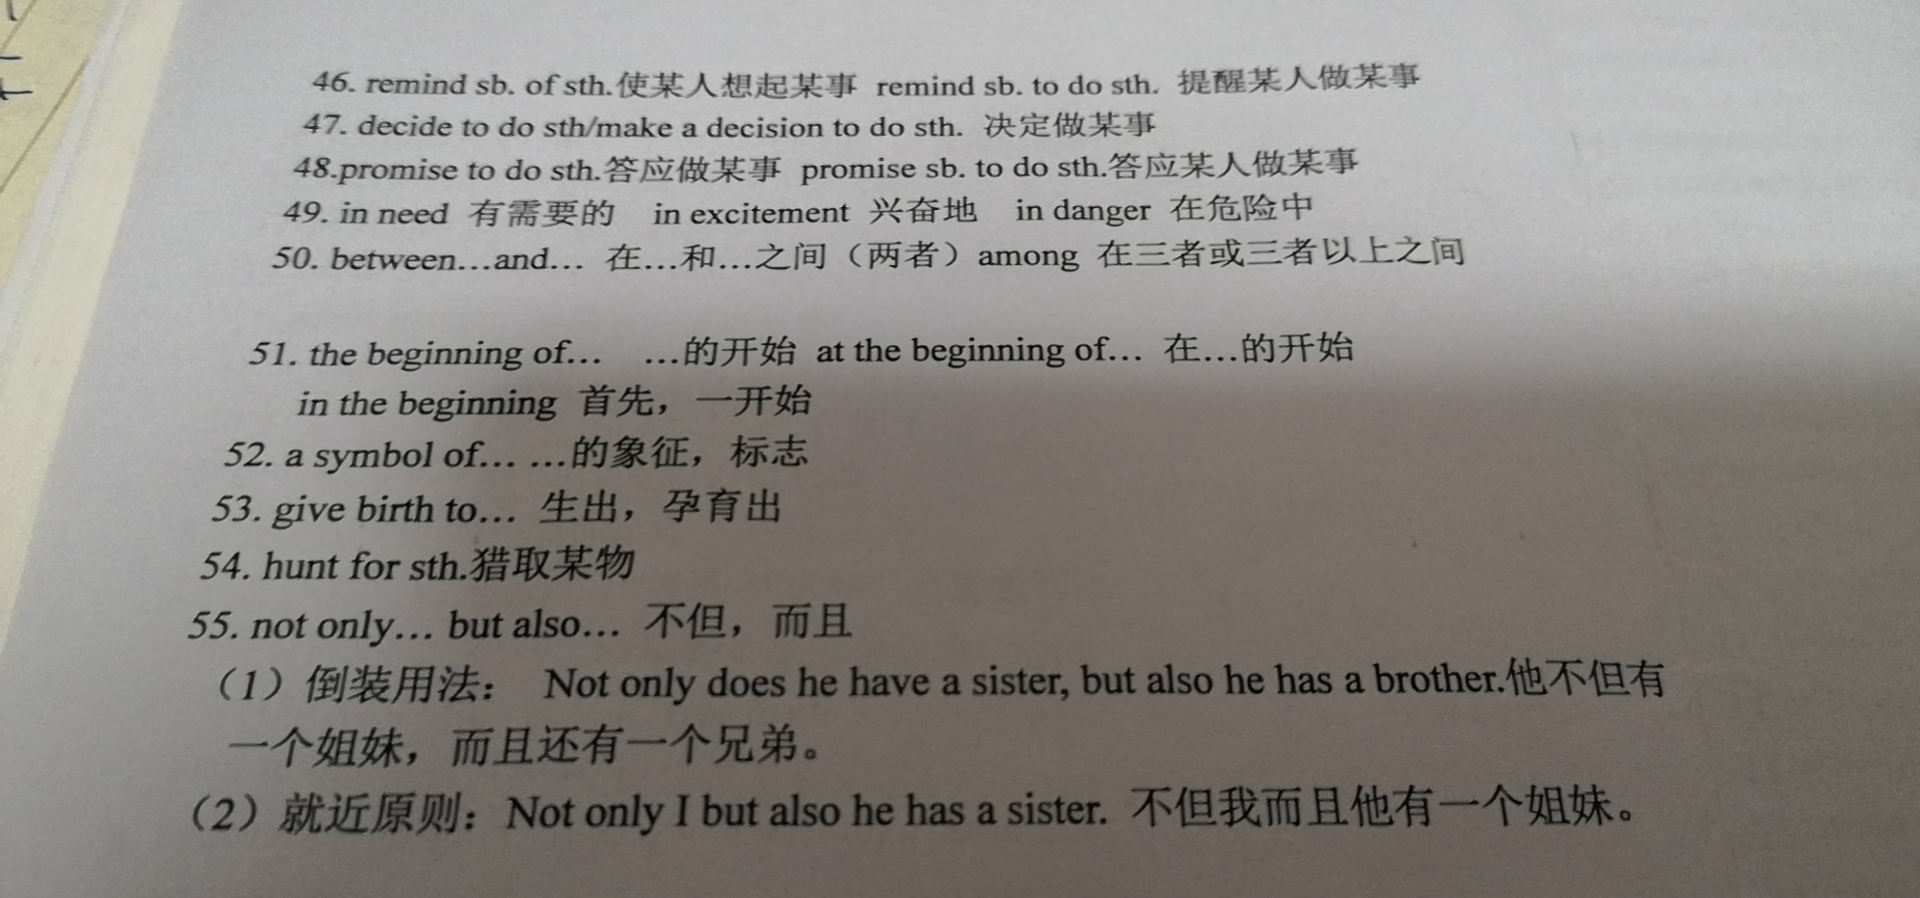 46. remind sb. of sth.使某人想起某事 remind sb. to do sth. 提醒某人做某事
47. decide to do sth/make a decision to do sth. 决定做某事
48.promise to do sth.答应做某事 promise sb. to do sth.答应某人做某事
49. in need 有需要的 in excitement 兴奋地 in danger 在危险中
50. between…and… 在…和…之间（两者）among 在三者或三者以上之间
51. the beginning of… …的开始 at the beginning of… 在…的开始
in the beginning 首先，一开始
52. a symbol of… …的象征，标志
53. give birth to… 生出，孕育出
54. hunt for sth.猎取某物
55. not only… but also… 不但，而且
（1）倒装用法： Not only does he have a sister, but also he has a brother.他不但有
一个姐妹，而且还有一个兄弟。
（2）就近原则：Not only I but also he has a sister. 不但我而且他有一个姐妹。